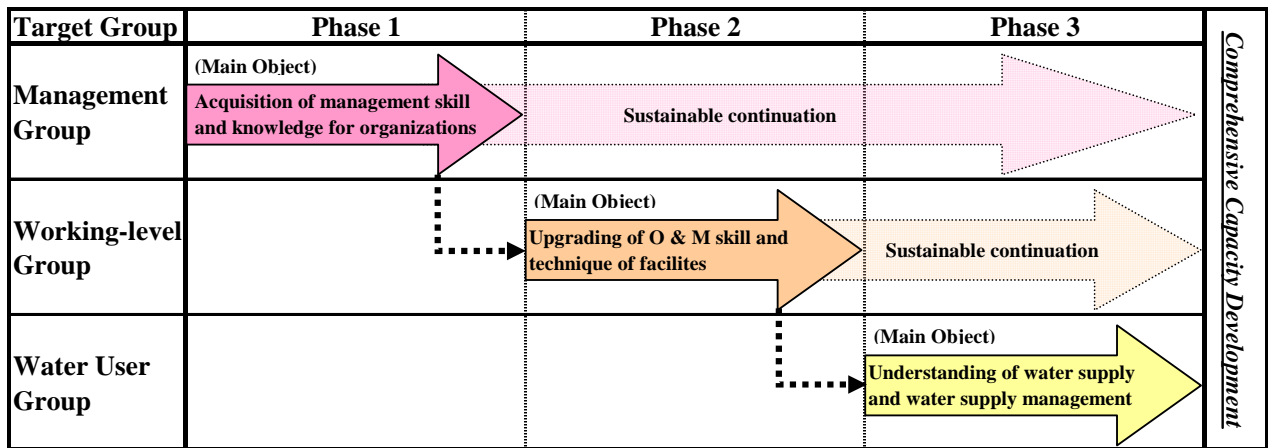 Target Group
Phase 1
Phase 2
Phase 3
Management
Group
(Main Object)
Acquisition of management skill
and knowledge for organizations
Sustainable continuation
Working-level
Group
(Main Object)
Upgrading of O & M skill and
technique of facilites
Sustainable continuation
Water User
Group
(Main Object)
Understanding of water supply
and water supply management
Comprehensive Capacity Development